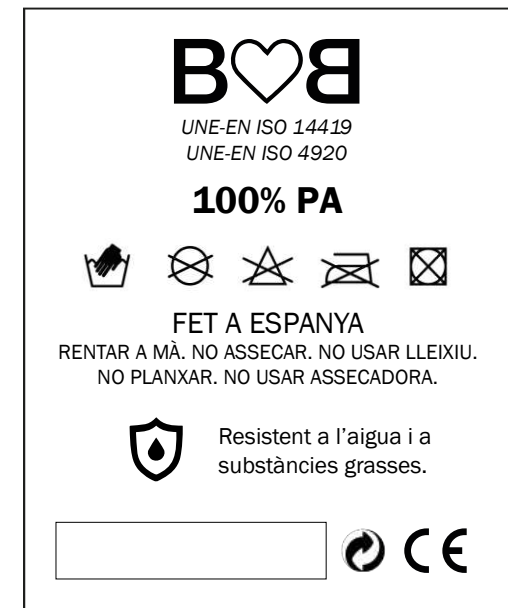 B♡B
UNE-EN ISO 14419
UNE-EN ISO 4920
100% PA
FET A ESPANYA
RENTAR A MÀ. NO ASSECAR. NO USAR LLEIXIU.
NO PLANXAR. NO USAR ASSECADORA.
Resistent a l’aigua i a
substàncies grasses.
CE